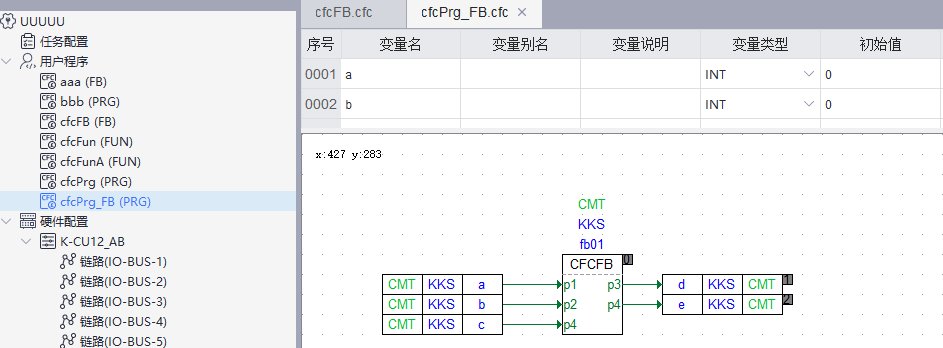 UUUUU
任务配置
用户程序
aaa (FB)
bbb (PRG)
cfcFB (FB)
cfcFun (FUN)
cfcFunA (FUN)
cfcPrg (PRG)
cfcPrg_FB (PRG)
硬件配置
K-CU12_AB
链路(IO-BUS-1)
链路(IO-BUS-2)
链路(IO-BUS-3)
链路(IO-BUS-4)
链路(IO-BUS-5)
cfcFB.cfc cfcPrg_FB.cfc ×
序号 变量名 变量别名 变量说明 变量类型 初始值
0001 a INT 0
0002 b INT 0
x:427 y:283
CMT
KKS
fb01
CFCFB 0
CMT KKS a p1 p3 d KKS CMT 1
CMT KKS b p2 p4 e KKS CMT 2
CMT KKS c p4